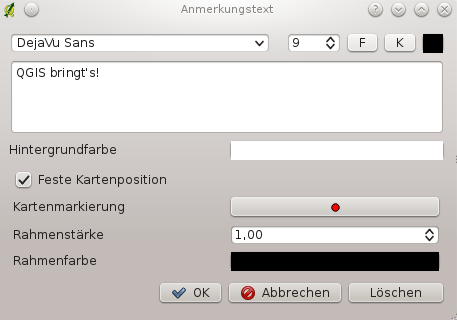 Anmerkungstext
DejaVu Sans 9 F K
QGIS bringt's!
Hintergrundfarbe
Feste Kartenposition
Kartenmarkierung
Rahmenstärke 1,00
Rahmenfarbe
OK Abbrechen Löschen